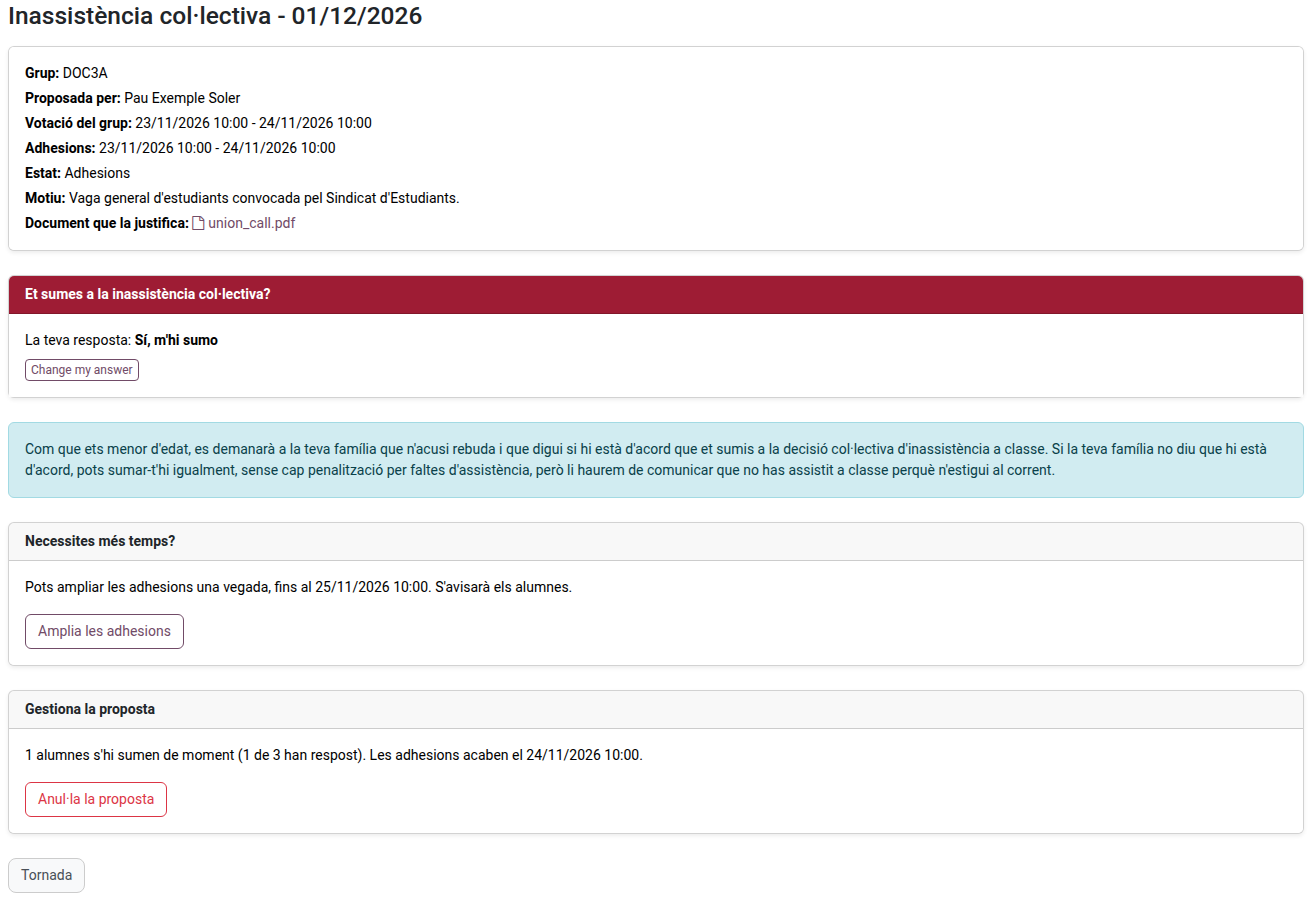 Inassistència col·lectiva - 01/12/2026
Grup: DOC3A
Proposada per: Pau Exemple Soler
Votació del grup: 23/11/2026 10:00 - 24/11/2026 10:00
Adhesions: 23/11/2026 10:00 - 24/11/2026 10:00
Estat: Adhesions
Motiu: Vaga general d'estudiants convocada pel Sindicat d'Estudiants.
Document que la justifica: union_call.pdf
Et sumes a la inassistència col·lectiva?
La teva resposta: Sí, m'hi sumo
Change my answer
Com que ets menor d'edat, es demanarà a la teva família que n'acusi rebuda i que digui si hi està d'acord que et sumis a la decisió col·lectiva d'inassistència a classe. Si la teva família no diu que hi està
d'acord, pots sumar-t'hi igualment, sense cap penalització per faltes d'assistència, però li haurem de comunicar que no has assistit a classe perquè n'estigui al corrent.
Necessites més temps?
Pots ampliar les adhesions una vegada, fins al 25/11/2026 10:00. S'avisarà els alumnes.
Amplia les adhesions
Gestiona la proposta
1 alumnes s'hi sumen de moment (1 de 3 han respost). Les adhesions acaben el 24/11/2026 10:00.
Anul·la la proposta
Tornada